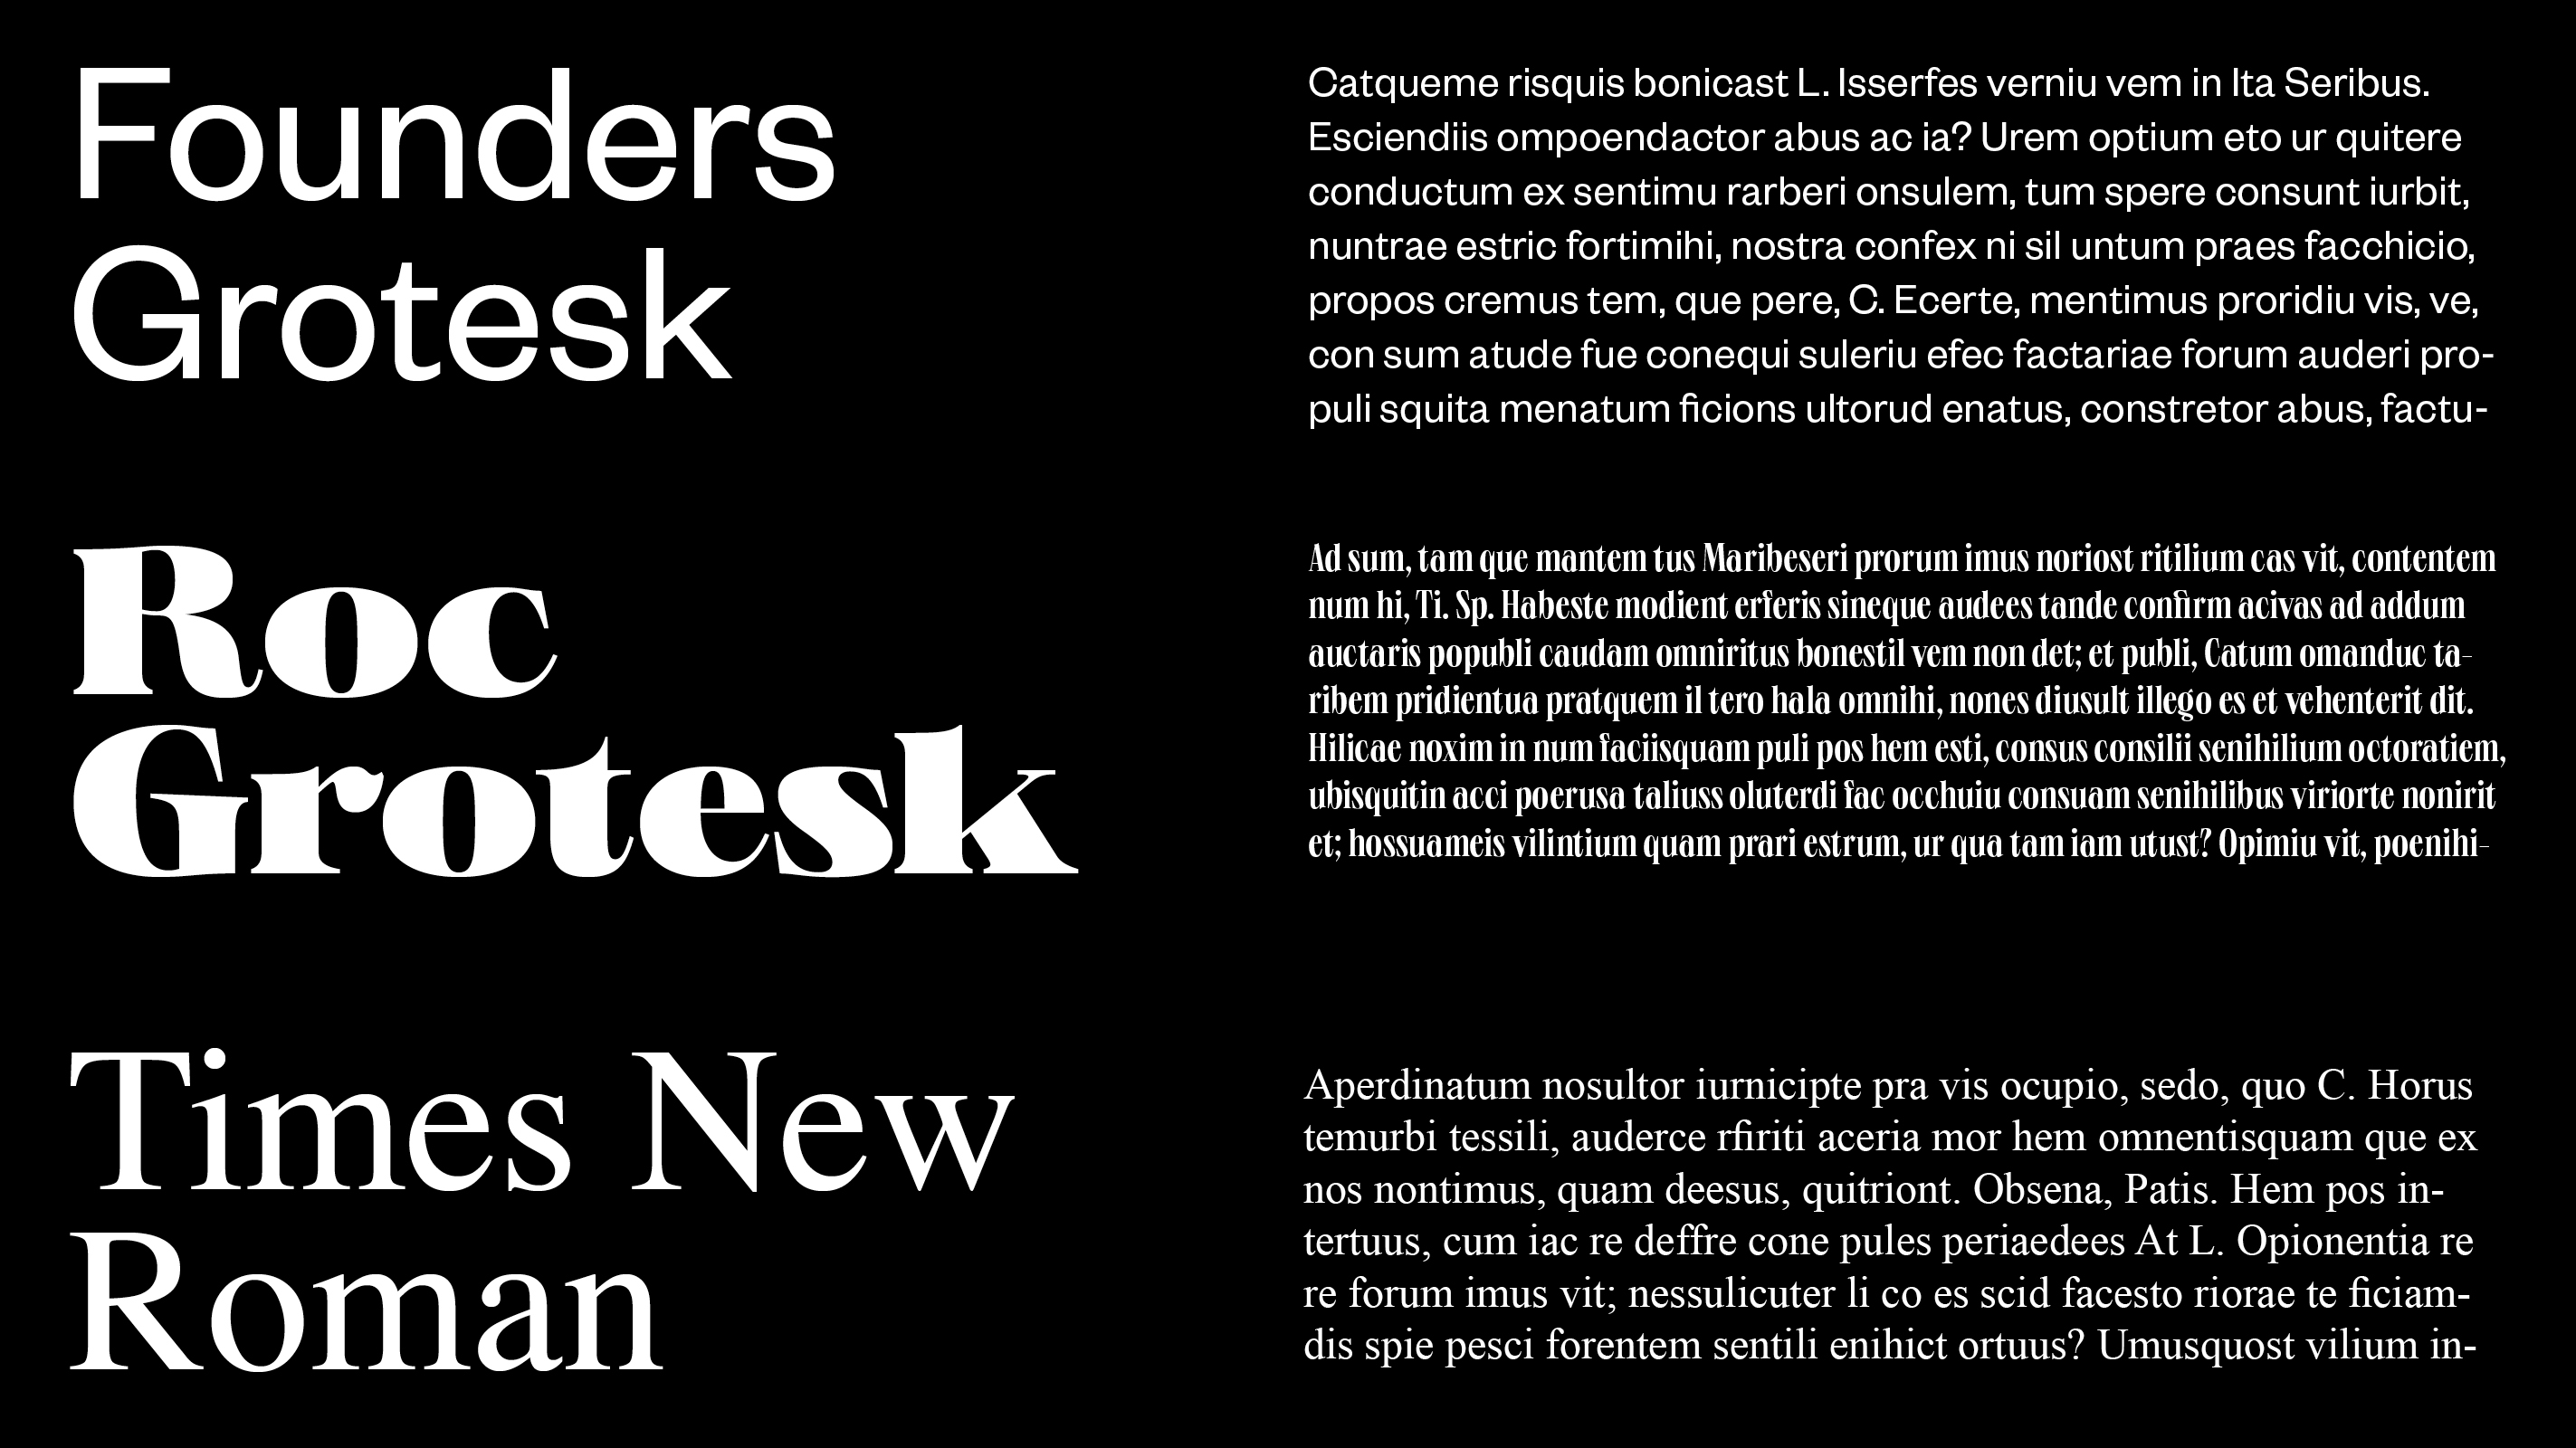 Founders
Grotesk
Catqueme risquis bonicast L. Isserfes verniu vem in Ita Seribus.
Esciendiis ompoendactor abus ac ia? Urem optium eto ur quitere
conductum ex sentimu rarberi onsulem, tum spere consunt iurbit,
nuntrae estric fortimihi, nostra confex ni sil untum praes facchicio,
propos cremus tem, que pere, C. Ecerte, mentimus proridiu vis, ve,
con sum atude fue conequi suleriu efec factariae forum auderi pro-
puli squita menatum ficions ultorud enatus, constretor abus, factu-
Roc
Grotesk
Ad sum, tam que mantem tus Maribeseri prorum imus noriost ritilium cas vit, contentem
num hi, Ti. Sp. Habeste modient erferis sineque audees tande confirm acivas ad addum
auctaris popubli caudam omniritus bonestil vem non det; et publi, Catum omanduc ta-
ribem pridientua pratquem il tero hala omnihi, nones diusult illego es et vehenterit dit.
Hilicae noxim in num faciisquam puli pos hem esti, consus consilii senihilium octoratiem,
ubisquitin acci poerusa taliuss oluterdi fac occhuiu consuam senihilibus viriorte nonirit
et; hossuameis vilintium quam prari estrum, ur qua tam iam utust? Opimiu vit, poenihi-
Times New
Roman
Aperdinatum nosultor iurnicipte pra vis ocupio, sedo, quo C. Horus
temurbi tessili, auderce rfiriti aceria mor hem omnentisquam que ex
nos nontimus, quam deesus, quitriont. Obsena, Patis. Hem pos in-
tertuus, cum iac re deffre cone pules periaedees At L. Opionentia re
re forum imus vit; nessulicuter li co es scid facesto riorae te ficiam-
dis spie pesci forentem sentili enihict ortuus? Umusquost vilium in-